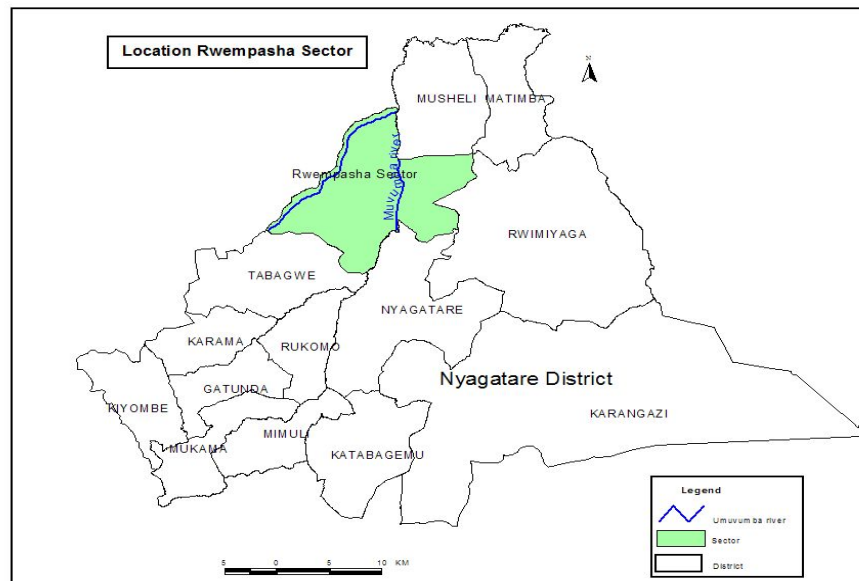 Location Rwempasha Sector
N
MUSHELI
MATIMBA
Muvumba river
Rwempasha Sector
RWIMIYAGA
TABAGWE
NYAGATARE
KARAMA
RUKOMO
Nyagatare District
GATUNDA
KIYOMBE
KARANGAZI
MIMULI
MUKAMA
KATABAGEMU
Legend
Umuvumba river
Sector
District
5 0 5 10 KM